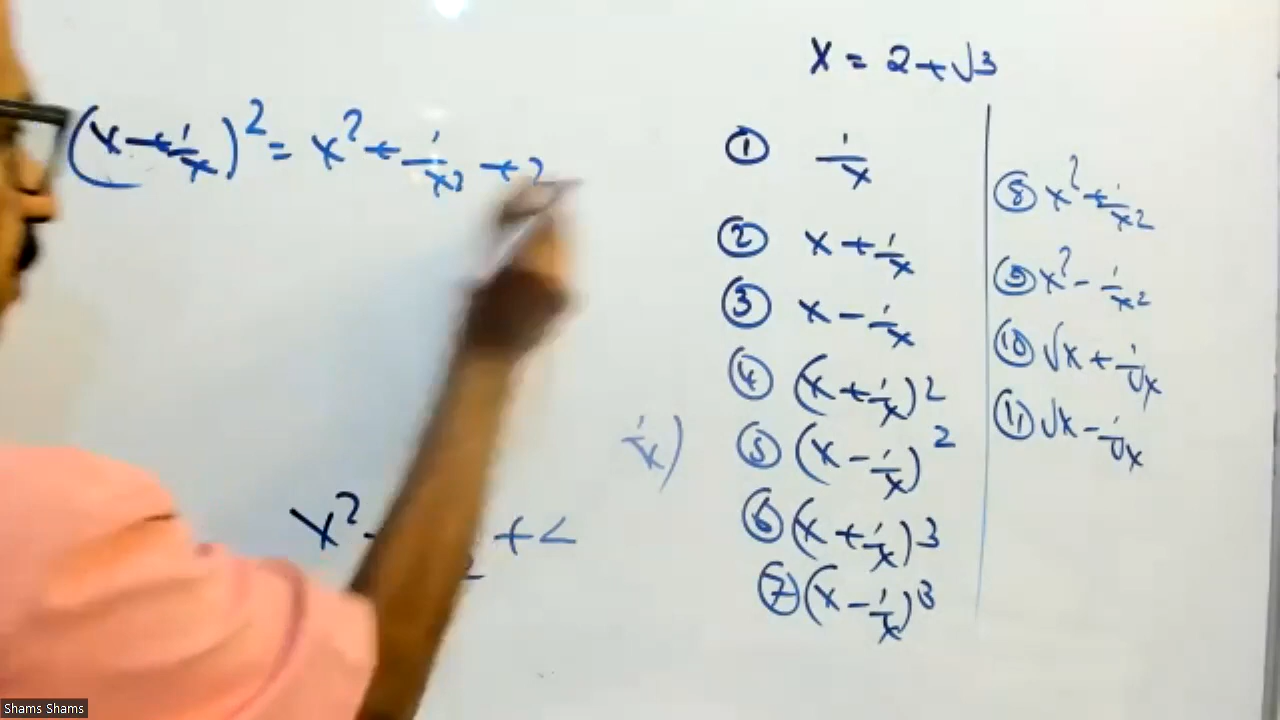 (x + 1/x)² = x² + 1/x² + 2
x² +
+ <
1/x)
x = 2 + √3
① 1/x
② x + 1/x
③ x - 1/x
④ (x + 1/x)²
⑤ (x - 1/x)²
⑥ (x + 1/x)3
⑦ (x - 1/x)3
⑧ x² + 1/x²
⑨ x² - 1/x²
⑩ √x + 1/√x
⑪ √x - 1/√x
Shams Shams